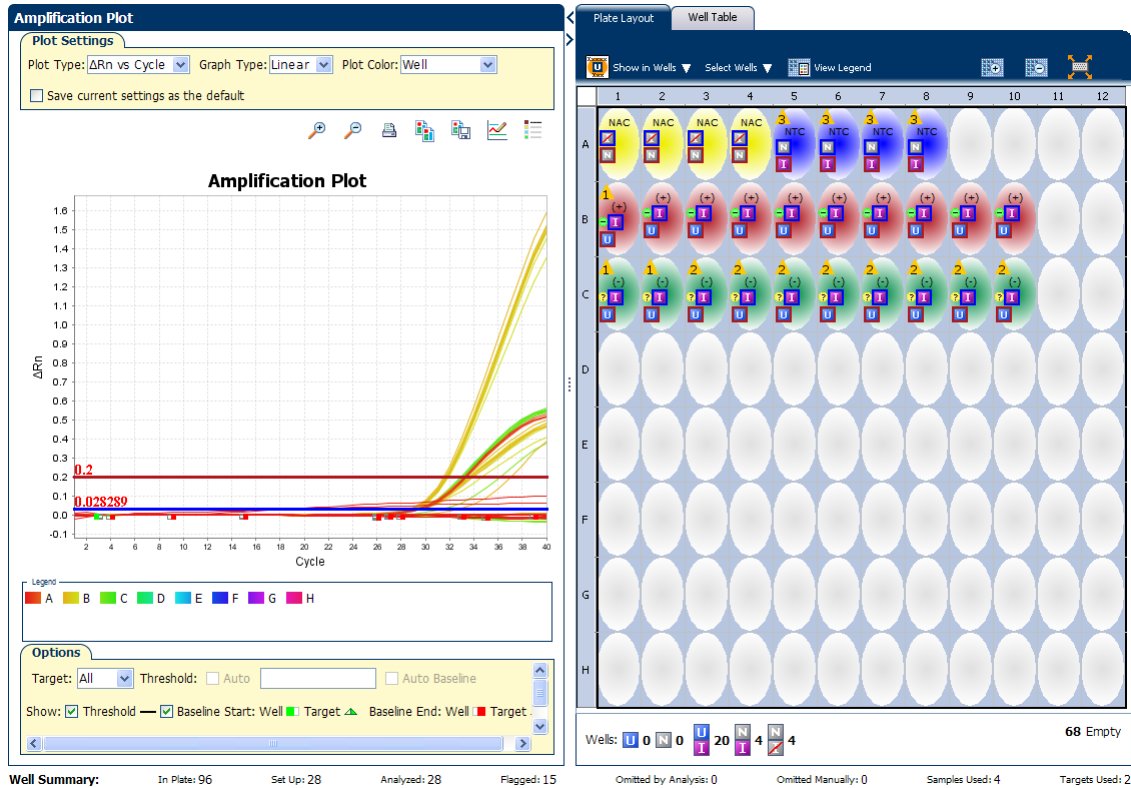 Amplification Plot
Plot Settings
Plot Type: ΔRn vs Cycle Graph Type: Linear Plot Color: Well
Save current settings as the default
Amplification Plot
1.6
1.5
1.4
1.3
1.2
1.1
1.0
0.9
0.8
0.7
0.6
0.5
0.4
0.3
0.2
0.1
0.0
-0.1
ΔRn
0.2
0.028289
2 4 6 8 10 12 14 16 18 20 22 24 26 28 30 32 34 36 38 40
Cycle
Legend
A B C D E F G H
Options
Target: All Threshold: Auto Auto Baseline
Show: Threshold Baseline Start: Well Target Baseline End: Well Target
Plate Layout Well Table
U Show in Wells ▼ Select Wells ▼ View Legend
1 2 3 4 5 6 7 8 9 10 11 12
A
NAC NAC NAC NAC 3 NTC 3 NTC 3 NTC 3 NTC
N N N N N N N N
N N N N I I I I
B
1
(+) (+) (+) (+) (+) (+) (+) (+) (+) (+)
− I − I − I − I − I − I − I − I − I − I
U U U U U U U U U U
C
1 1 2 2 2 2 2 2 2 2
(-) (-) (-) (-) (-) (-) (-) (-) (-) (-)
? I ? I ? I ? I ? I ? I ? I ? I ? I ? I
U U U U U U U U U U
D
E
F
G
H
Wells: U 0 N 0 U I 20 N I 4 N N 4
68 Empty
Well Summary: In Plate: 96 Set Up: 28 Analyzed: 28 Flagged: 15 Omitted by Analysis: 0 Omitted Manually: 0 Samples Used: 4 Targets Used: 2